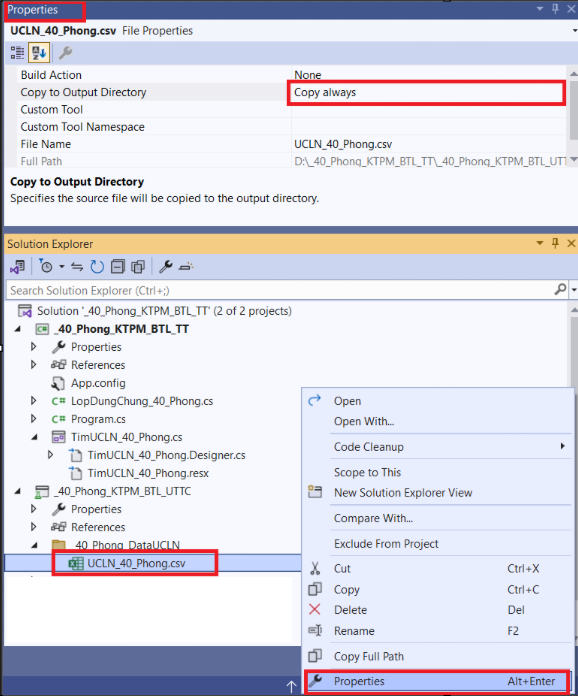 Properties
UCLN_40_Phong.csv File Properties
Build Action None
Copy to Output Directory Copy always
Custom Tool
Custom Tool Namespace
File Name UCLN_40_Phong.csv
Full Path D:\_40_Phong_KTPM_BTL_TT\_40_Phong_KTPM_BTL_UTT
Copy to Output Directory
Specifies the source file will be copied to the output directory.
Solution Explorer
Search Solution Explorer (Ctrl+;)
Solution '_40_Phong_KTPM_BTL_TT' (2 of 2 projects)
_40_Phong_KTPM_BTL_TT
Properties
References
App.config
C# LopDungChung_40_Phong.cs
C# Program.cs
TimUCLN_40_Phong.cs
TimUCLN_40_Phong.Designer.cs
TimUCLN_40_Phong.resx
_40_Phong_KTPM_BTL_UTTC
Properties
References
_40_Phong_DataUCLN
UCLN_40_Phong.csv
Open
Open With...
Code Cleanup
Scope to This
New Solution Explorer View
Compare With...
Exclude From Project
Cut Ctrl+X
Copy Ctrl+C
Delete Del
Rename F2
Copy Full Path
Properties Alt+Enter